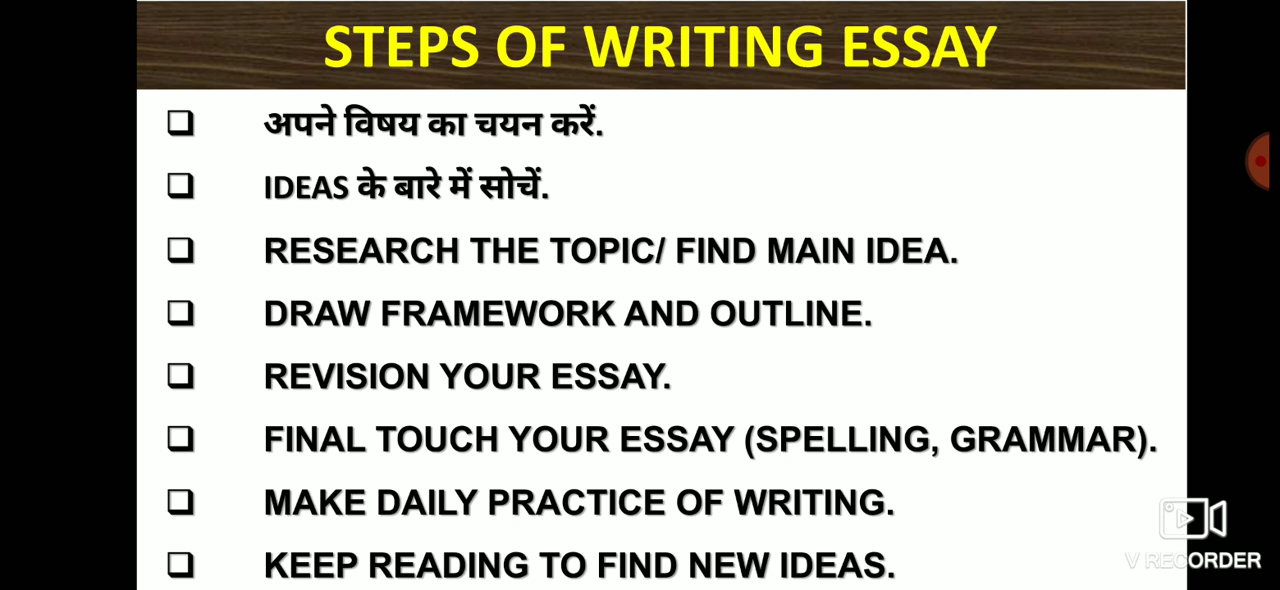 STEPS OF WRITING ESSAY
अपने विषय का चयन करें.
IDEAS के बारे में सोचें.
RESEARCH THE TOPIC/ FIND MAIN IDEA.
DRAW FRAMEWORK AND OUTLINE.
REVISION YOUR ESSAY.
FINAL TOUCH YOUR ESSAY (SPELLING, GRAMMAR).
MAKE DAILY PRACTICE OF WRITING.
KEEP READING TO FIND NEW IDEAS.
V RECORDER